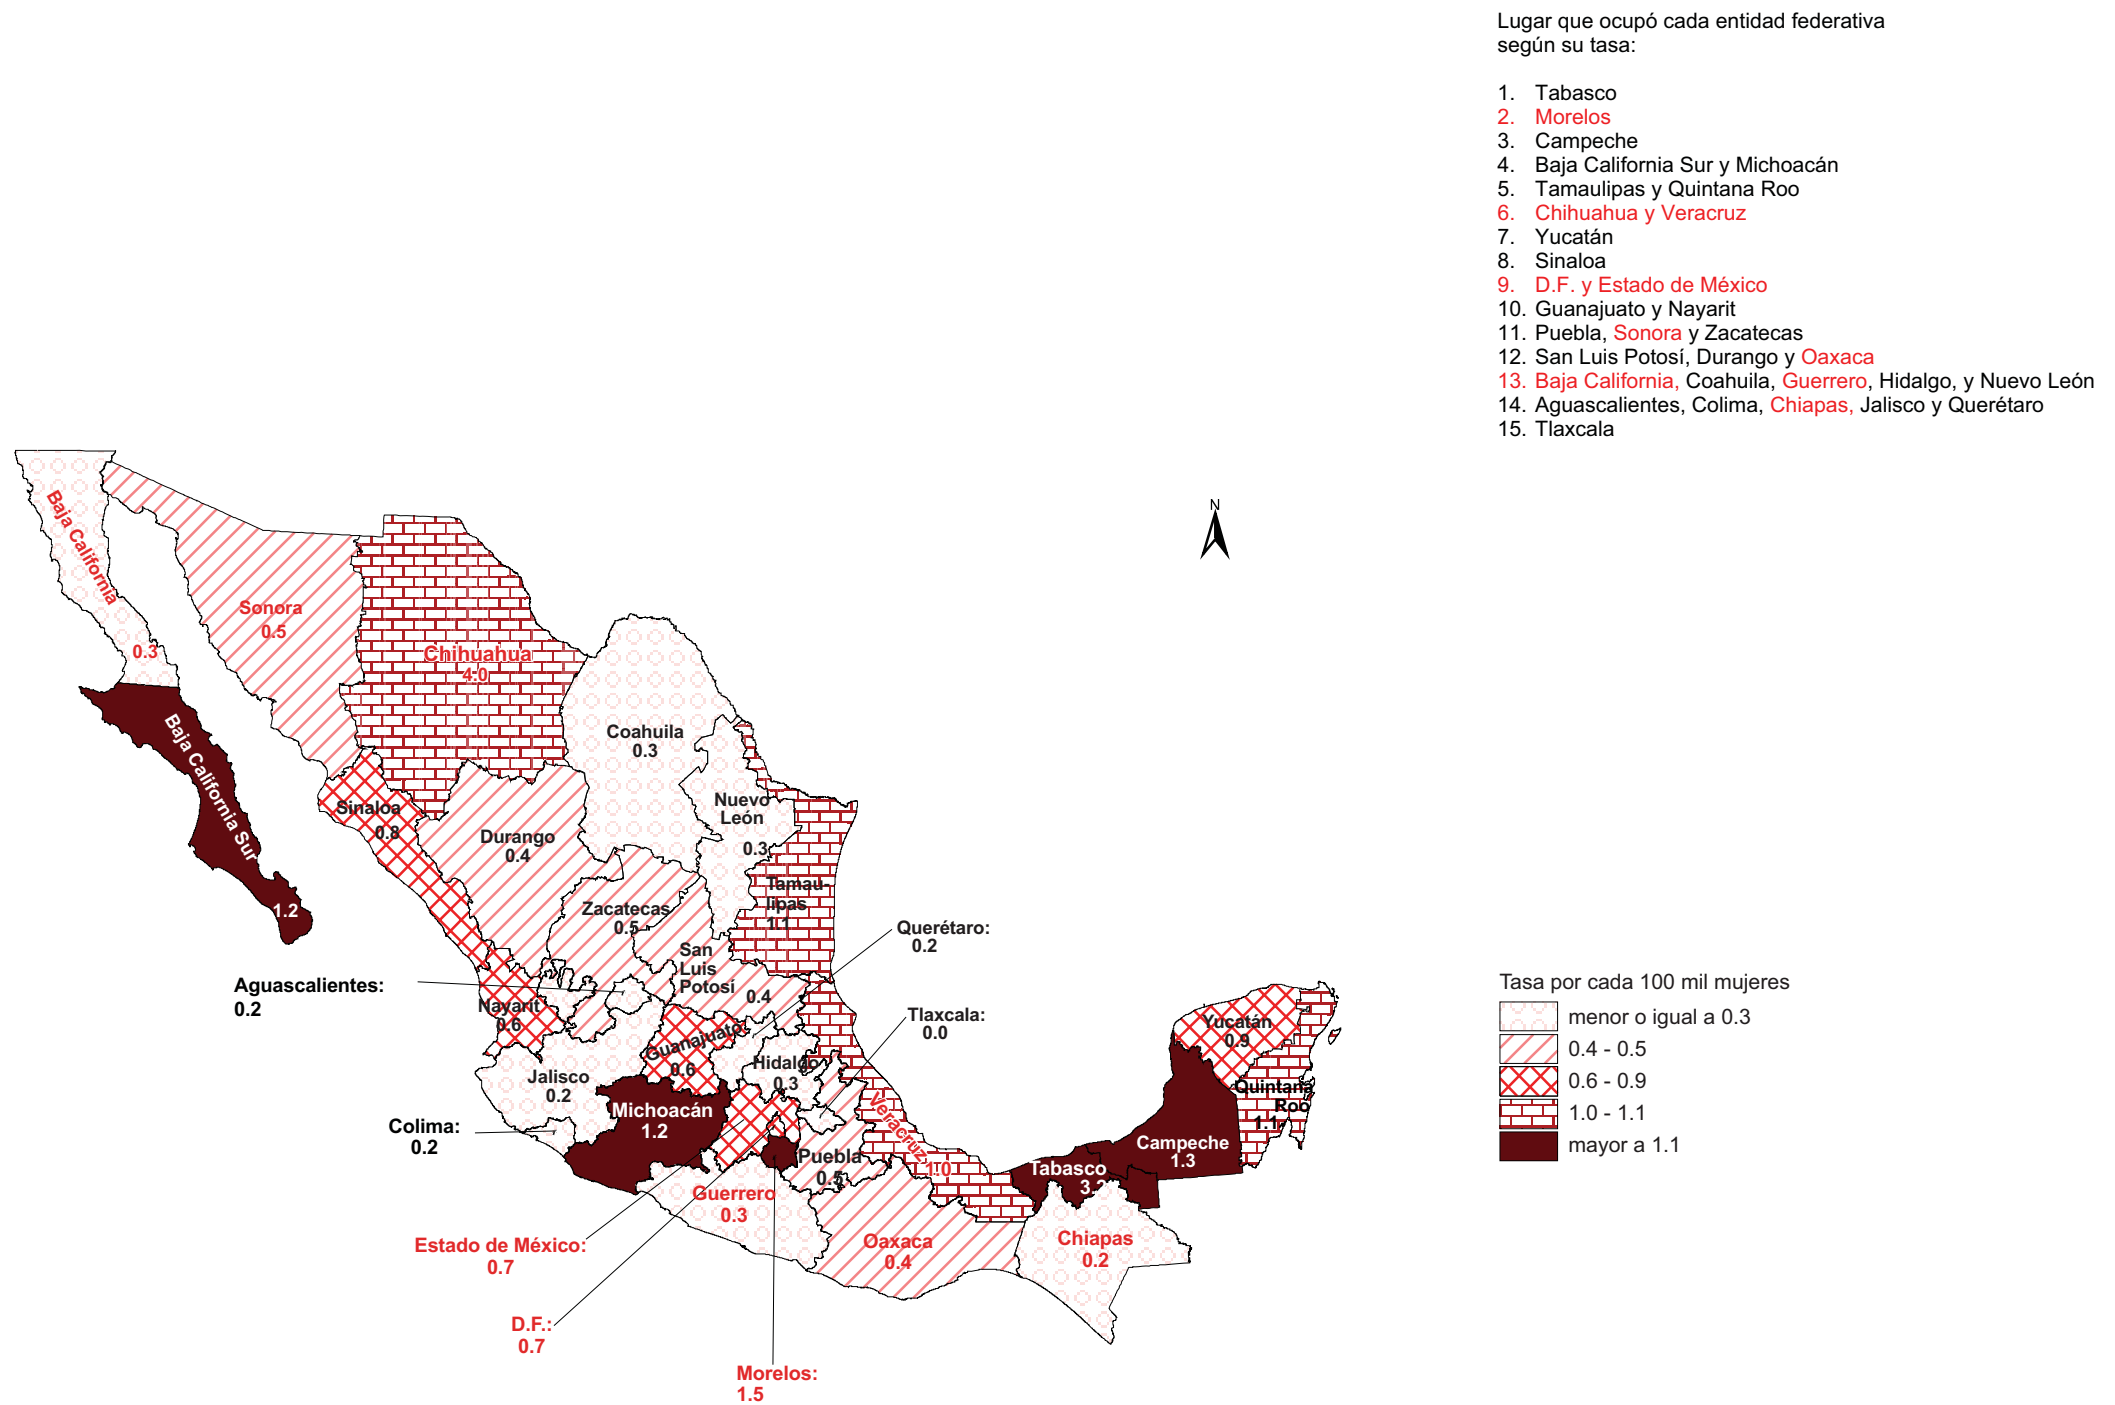 Lugar que ocupó cada entidad federativa
según su tasa:
1. Tabasco
2. Morelos
3. Campeche
4. Baja California Sur y Michoacán
5. Tamaulipas y Quintana Roo
6. Chihuahua y Veracruz
7. Yucatán
8. Sinaloa
9. D.F. y Estado de México
10. Guanajuato y Nayarit
11. Puebla, Sonora y Zacatecas
12. San Luis Potosí, Durango y Oaxaca
13. Baja California, Coahuila, Guerrero, Hidalgo, y Nuevo León
14. Aguascalientes, Colima, Chiapas, Jalisco y Querétaro
15. Tlaxcala
N
Baja California
0.3
Sonora
0.5
Chihuahua
4.0
Coahuila
0.3
Baja California Sur
1.2
Sinaloa
0.8
Durango
0.4
Nuevo
León
0.3
Tamau-
lipas
1.1
Zacatecas
0.5
San
Luis
Potosí
0.4
Querétaro:
0.2
Aguascalientes:
0.2
Nayarit
0.6
Guanajuato
0.6
Tlaxcala:
0.0
Hidalgo
0.3
Jalisco
0.2
Michoacán
1.2
Colima:
0.2
Veracruz
1.0
Puebla
0.5
Guerrero
0.3
Estado de México:
0.7
D.F.:
0.7
Morelos:
1.5
Oaxaca
0.4
Chiapas
0.2
Tabasco
3.2
Campeche
1.3
Yucatán
0.9
Quintana
Roo
1.1
Tasa por cada 100 mil mujeres
menor o igual a 0.3
0.4 - 0.5
0.6 - 0.9
1.0 - 1.1
mayor a 1.1